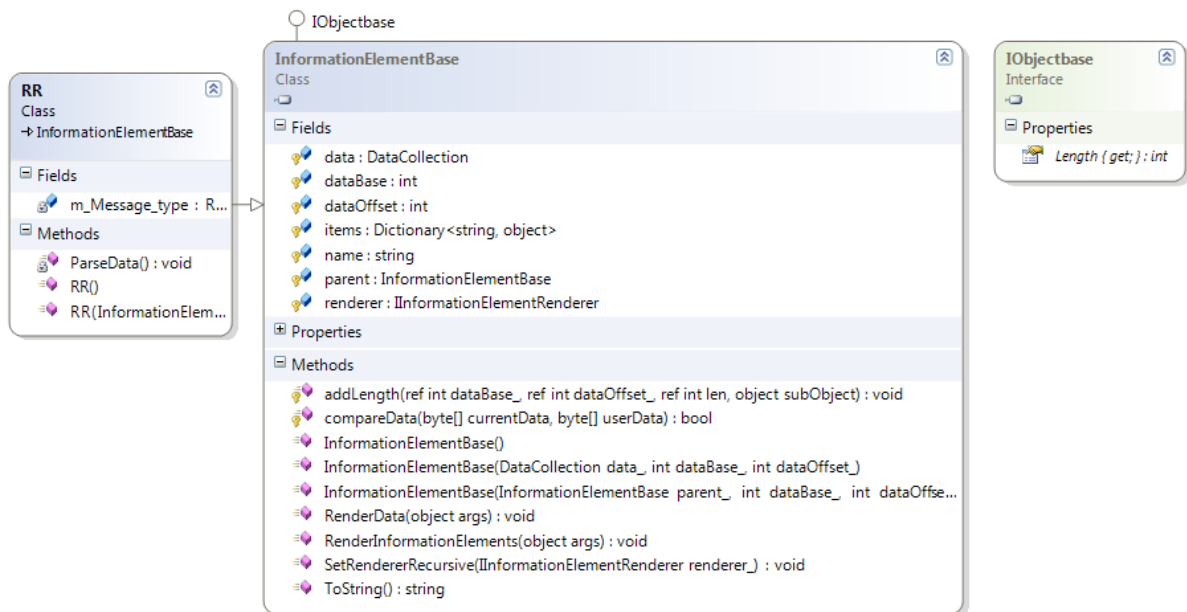 IObjectbase
RR
Class
InformationElementBase
Fields
m_Message_type : R...
Methods
ParseData() : void
RR()
RR(InformationElem...
InformationElementBase
Class
Fields
data : DataCollection
dataBase : int
dataOffset : int
items : Dictionary<string, object>
name : string
parent : InformationElementBase
renderer : IInformationElementRenderer
Properties
Methods
addLength(ref int dataBase_, ref int dataOffset_, ref int len, object subObject) : void
compareData(byte[] currentData, byte[] userData) : bool
InformationElementBase()
InformationElementBase(DataCollection data_, int dataBase_, int dataOffset_)
InformationElementBase(InformationElementBase parent_, int dataBase_, int dataOffse...
RenderData(object args) : void
RenderInformationElements(object args) : void
SetRendererRecursive(IInformationElementRenderer renderer_) : void
ToString() : string
IObjectbase
Interface
Properties
Length { get; } : int